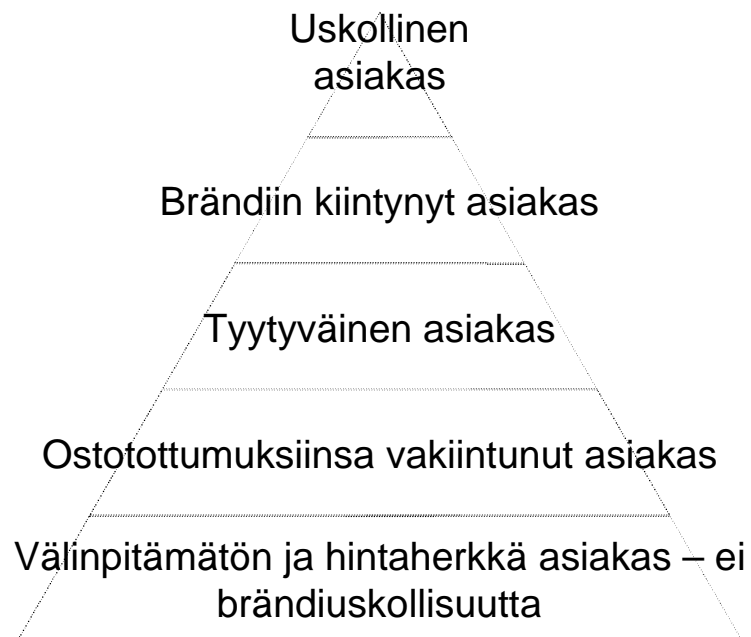 Uskollinen
asiakas
Brändiin kiintynyt asiakas
Tyytyväinen asiakas
Ostotottumuksiinsa vakiintunut asiakas
Välinpitämätön ja hintaherkkä asiakas – ei
brändiuskollisuutta